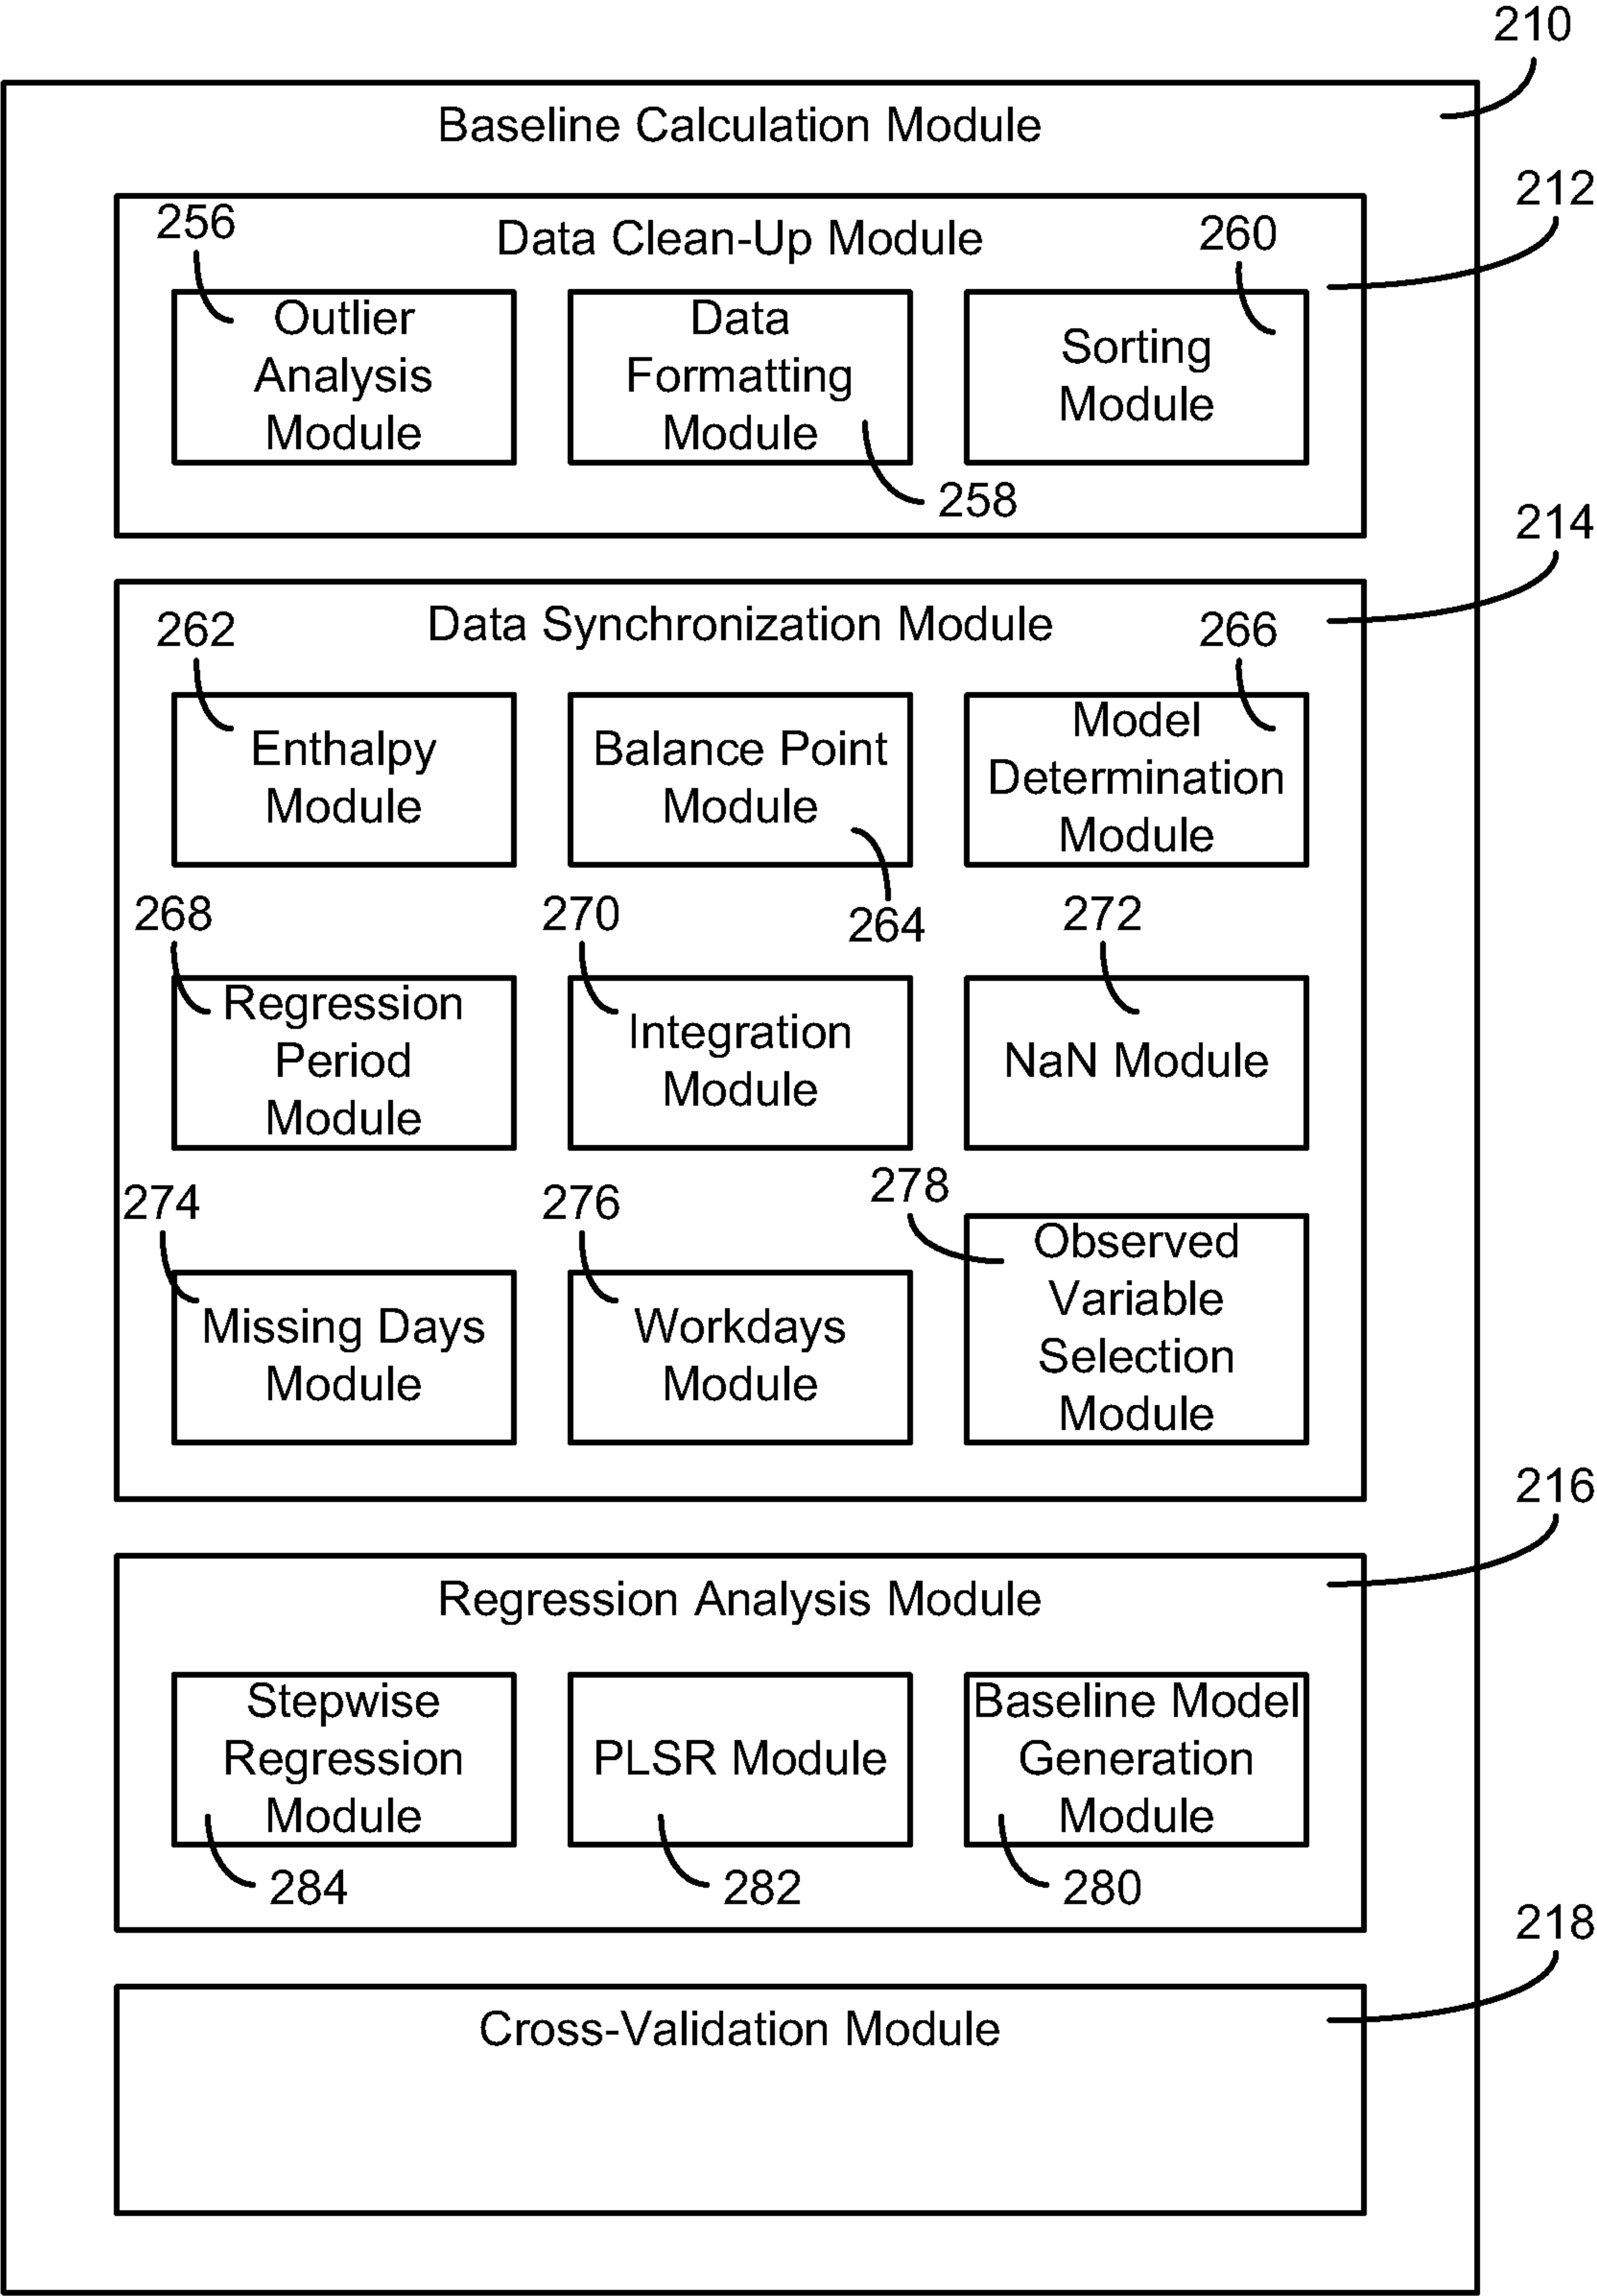 210
Baseline Calculation Module
212
256
Data Clean-Up Module
260
Outlier
Analysis
Module
Data
Formatting
Module
Sorting
Module
258
214
262
Data Synchronization Module
266
Enthalpy
Module
Balance Point
Module
Model
Determination
Module
264
268
270
272
Regression
Period
Module
Integration
Module
NaN Module
274
276
278
Missing Days
Module
Workdays
Module
Observed
Variable
Selection
Module
216
Regression Analysis Module
Stepwise
Regression
Module
PLSR Module
Baseline Model
Generation
Module
284
282
280
218
Cross-Validation Module